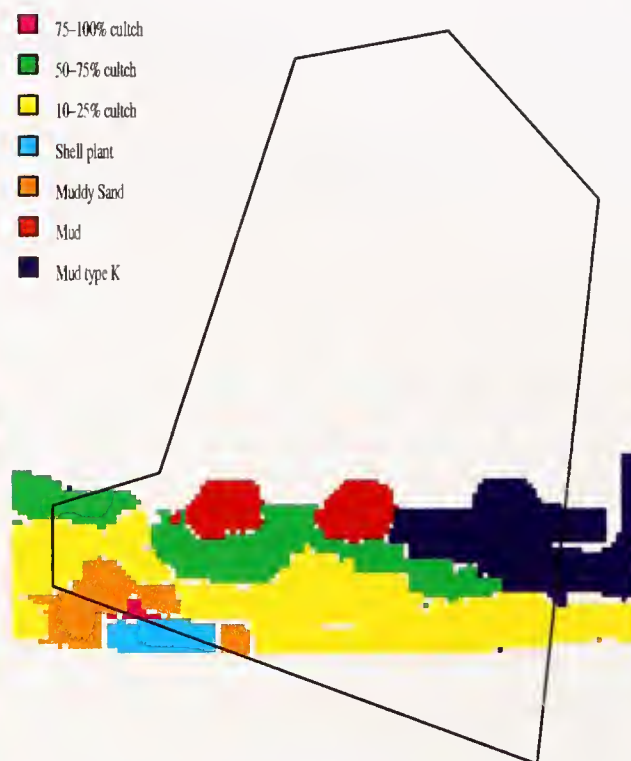 75–100% cultch
50–75% cultch
10–25% cultch
Shell plant
Muddy Sand
Mud
Mud type K